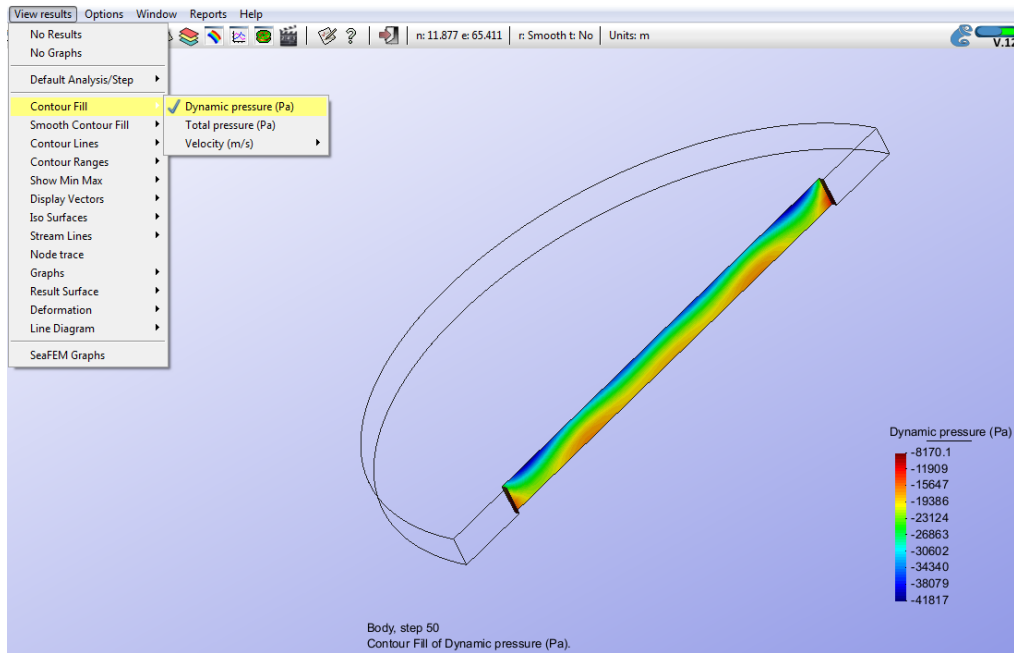 View results Options Window Reports Help
n: 11.877 e: 65.411 r: Smooth t: No Units: m
V.12
No Results
No Graphs
Default Analysis/Step
Contour Fill
Smooth Contour Fill
Contour Lines
Contour Ranges
Show Min Max
Display Vectors
Iso Surfaces
Stream Lines
Node trace
Graphs
Result Surface
Deformation
Line Diagram
SeaFEM Graphs
Dynamic pressure (Pa)
Total pressure (Pa)
Velocity (m/s)
Dynamic pressure (Pa)
-8170.1
-11909
-15647
-19386
-23124
-26863
-30602
-34340
-38079
-41817
Body, step 50
Contour Fill of Dynamic pressure (Pa).